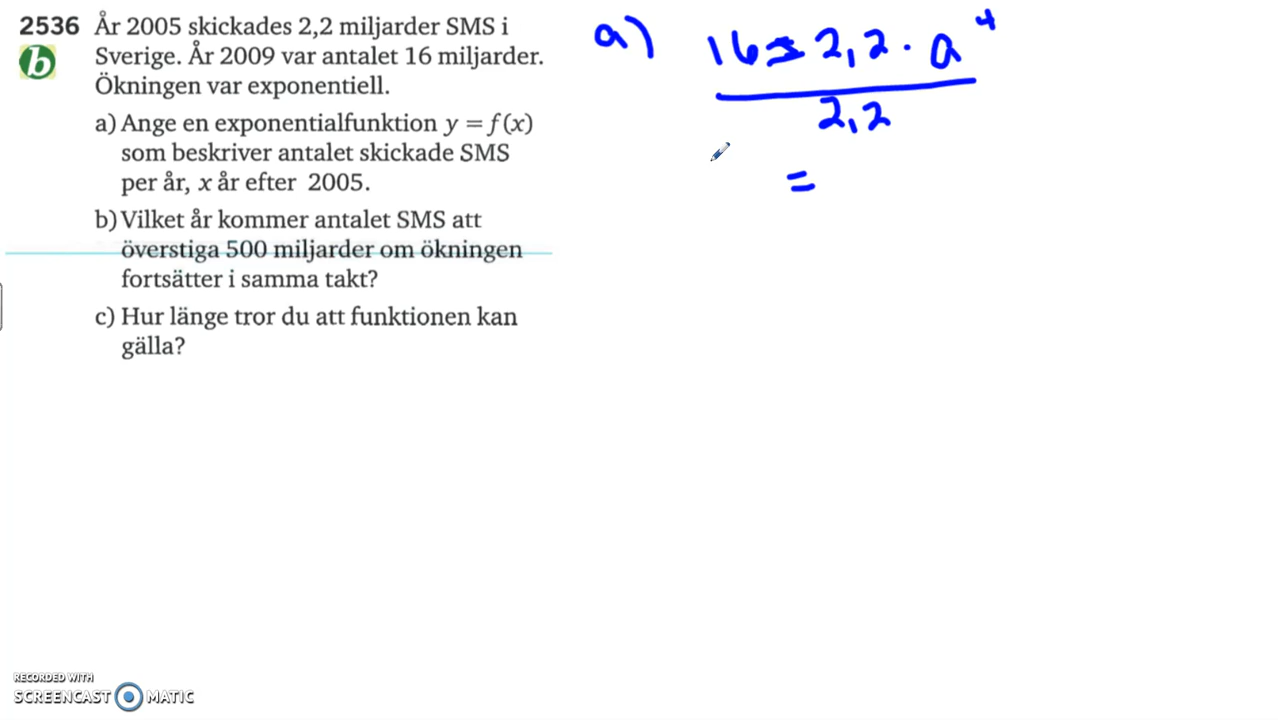 2536 År 2005 skickades 2,2 miljarder SMS i
b Sverige. År 2009 var antalet 16 miljarder.
Ökningen var exponentiell.
a) Ange en exponentialfunktion y = f(x)
som beskriver antalet skickade SMS
per år, x år efter 2005.
b) Vilket år kommer antalet SMS att
överstiga 500 miljarder om ökningen
fortsätter i samma takt?
c) Hur länge tror du att funktionen kan
gälla?
a) 16 = 2,2 · a⁴
2,2
=
RECORDED WITH
SCREENCAST MATIC